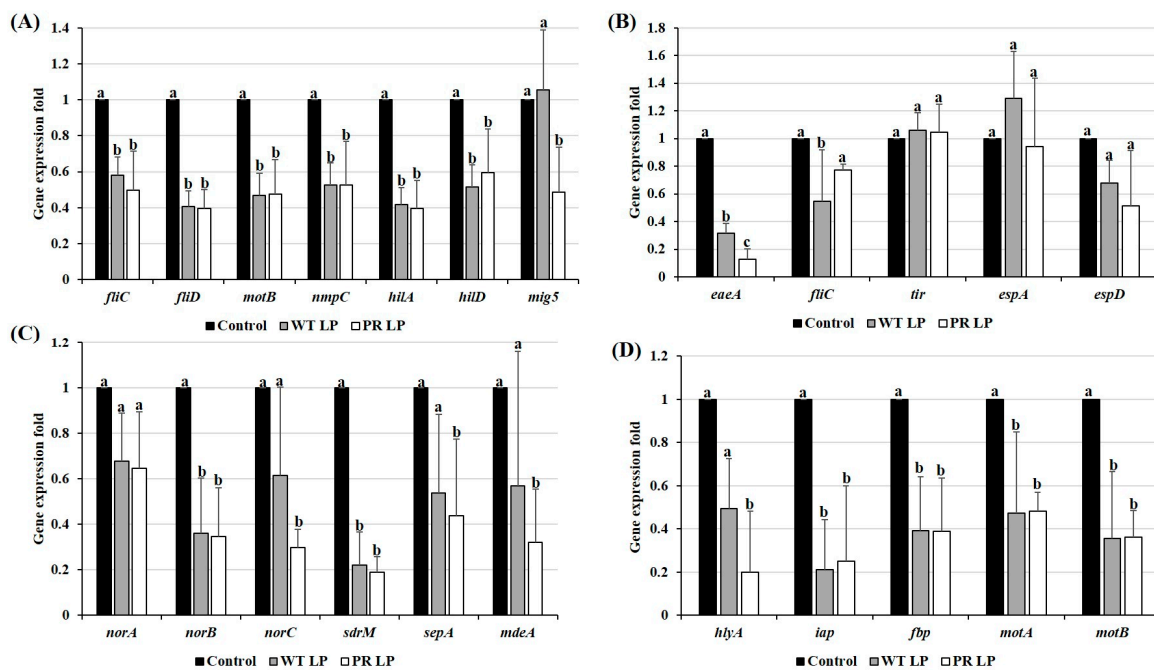 (A)
1.4
1.2
1
0.8
0.6
0.4
0.2
0
Gene expression fold
a a a a a a a a
b b b b b b b b b b b b b
fliC fliD motB nmpC hilA hilD mig5
Control WT LP PR LP
(B)
1.8
1.6
1.4
1.2
1
0.8
0.6
0.4
0.2
0
Gene expression fold
a b c a b a a a a a a a a b b
eaeA fliC tir espA espD
Control WT LP PR LP
(C)
1.2
1
0.8
0.6
0.4
0.2
0
Gene expression fold
a a a a b b a a b a b b a a b a a b
norA norB norC sdrM sepA mdeA
Control WT LP PR LP
(D)
1.2
1
0.8
0.6
0.4
0.2
0
Gene expression fold
a a b a b b a b b a b b a b b
hlyA iap fbp motA motB
Control WT LP PR LP